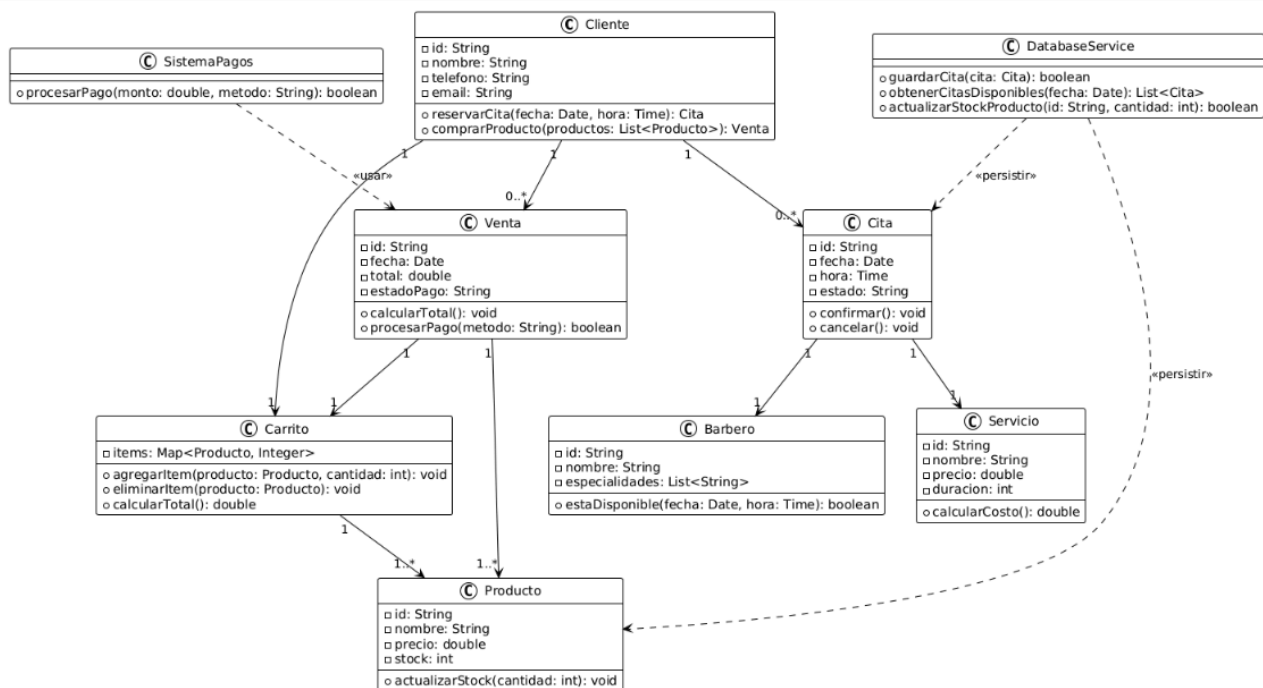 C Cliente
id: String
nombre: String
telefono: String
email: String
reservarCita(fecha: Date, hora: Time): Cita
comprarProducto(productos: List<Producto>): Venta
C SistemaPagos
procesarPago(monto: double, metodo: String): boolean
C DatabaseService
guardarCita(cita: Cita): boolean
obtenerCitasDisponibles(fecha: Date): List<Cita>
actualizarStockProducto(id: String, cantidad: int): boolean
1
1
1
«usar»
«persistir»
0..*
0..*
C Venta
id: String
fecha: Date
total: double
estadoPago: String
calcularTotal(): void
procesarPago(metodo: String): boolean
C Cita
id: String
fecha: Date
hora: Time
estado: String
confirmar(): void
cancelar(): void
1
1
1
1
«persistir»
1
1
1
1
C Carrito
items: Map<Producto, Integer>
agregarItem(producto: Producto, cantidad: int): void
eliminarItem(producto: Producto): void
calcularTotal(): double
C Barbero
id: String
nombre: String
especialidades: List<String>
estaDisponible(fecha: Date, hora: Time): boolean
C Servicio
id: String
nombre: String
precio: double
duracion: int
calcularCosto(): double
1
1..*
1..*
C Producto
id: String
nombre: String
precio: double
stock: int
actualizarStock(cantidad: int): void